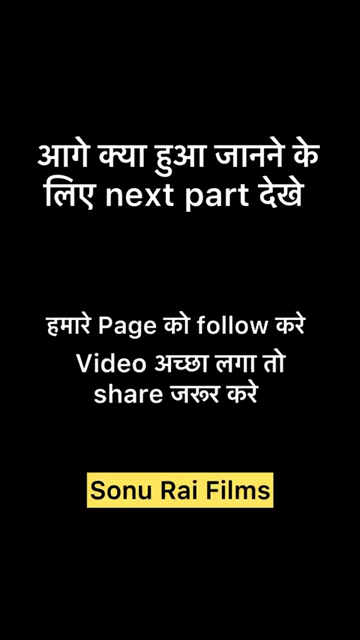 आगे क्या हुआ जानने के
लिए next part देखे
हमारे Page को follow करे
Video अच्छा लगा तो
share जरूर करे
Sonu Rai Films